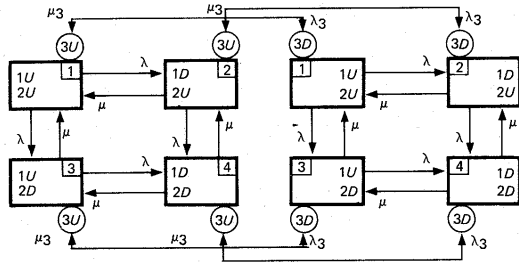 μ3 λ3 λ3
3U 3U 3D 3D
1 λ 2 1 λ 2
1U 1D 1U 1D
2U 2U 2U 2U
μ μ
λ μ λ μ λ μ λ μ
3 λ 4 3 λ 4
1U 1D 1U 1D
2D 2D 2D 2D
μ μ
3U 3U 3D 3D
μ3 μ3 λ3 λ3